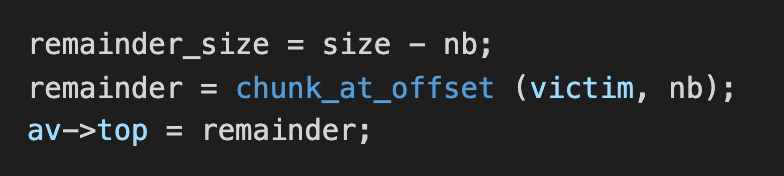 remainder_size = size - nb;
remainder = chunk_at_offset (victim, nb);
av->top = remainder;